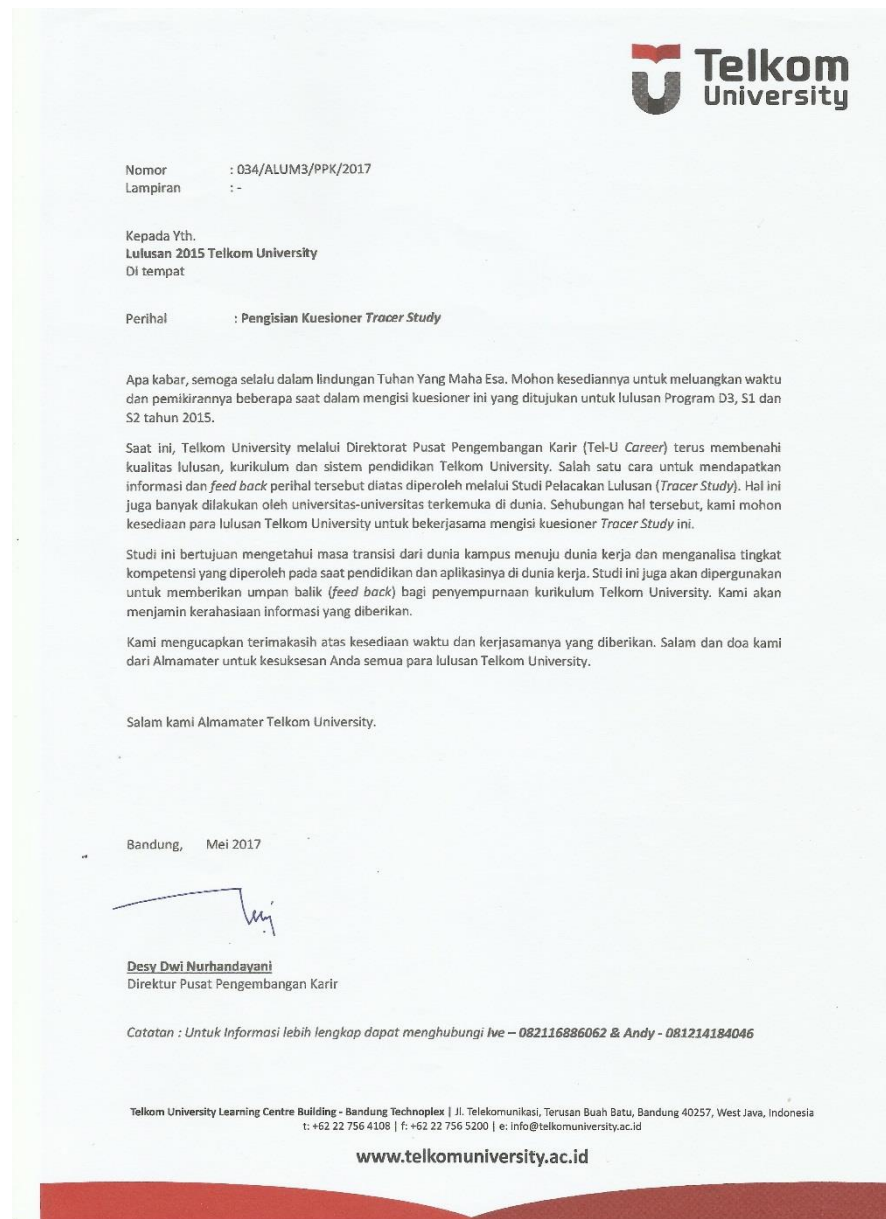 Telkom
University
Nomor : 034/ALUM3/PPK/2017
Lampiran : -
Kepada Yth.
Lulusan 2015 Telkom University
Di tempat
Perihal : Pengisian Kuesioner Tracer Study
Apa kabar, semoga selalu dalam lindungan Tuhan Yang Maha Esa. Mohon kesediannya untuk meluangkan waktu
dan pemikirannya beberapa saat dalam mengisi kuesioner ini yang ditujukan untuk lulusan Program D3, S1 dan
S2 tahun 2015.
Saat ini, Telkom University melalui Direktorat Pusat Pengembangan Karir (Tel-U Career) terus membenahi
kualitas lulusan, kurikulum dan sistem pendidikan Telkom University. Salah satu cara untuk mendapatkan
informasi dan feed back perihal tersebut diatas diperoleh melalui Studi Pelacakan Lulusan (Tracer Study). Hal ini
juga banyak dilakukan oleh universitas-universitas terkemuka di dunia. Sehubungan hal tersebut, kami mohon
kesediaan para lulusan Telkom University untuk bekerjasama mengisi kuesioner Tracer Study ini.
Studi ini bertujuan mengetahui masa transisi dari dunia kampus menuju dunia kerja dan menganalisa tingkat
kompetensi yang diperoleh pada saat pendidikan dan aplikasinya di dunia kerja. Studi ini juga akan dipergunakan
untuk memberikan umpan balik (feed back) bagi penyempurnaan kurikulum Telkom University. Kami akan
menjamin kerahasiaan informasi yang diberikan.
Kami mengucapkan terimakasih atas kesediaan waktu dan kerjasamanya yang diberikan. Salam dan doa kami
dari Almamater untuk kesuksesan Anda semua para lulusan Telkom University.
Salam kami Almamater Telkom University.
Bandung, Mei 2017
Desy Dwi Nurhandayani
Direktur Pusat Pengembangan Karir
Catatan : Untuk Informasi lebih lengkap dapat menghubungi Ive – 082116886062 & Andy - 081214184046
Telkom University Learning Centre Building - Bandung Technoplex | Jl. Telekomunikasi, Terusan Buah Batu, Bandung 40257, West Java, Indonesia
t: +62 22 756 4108 | f: +62 22 756 5200 | e: info@telkomuniversity.ac.id
www.telkomuniversity.ac.id